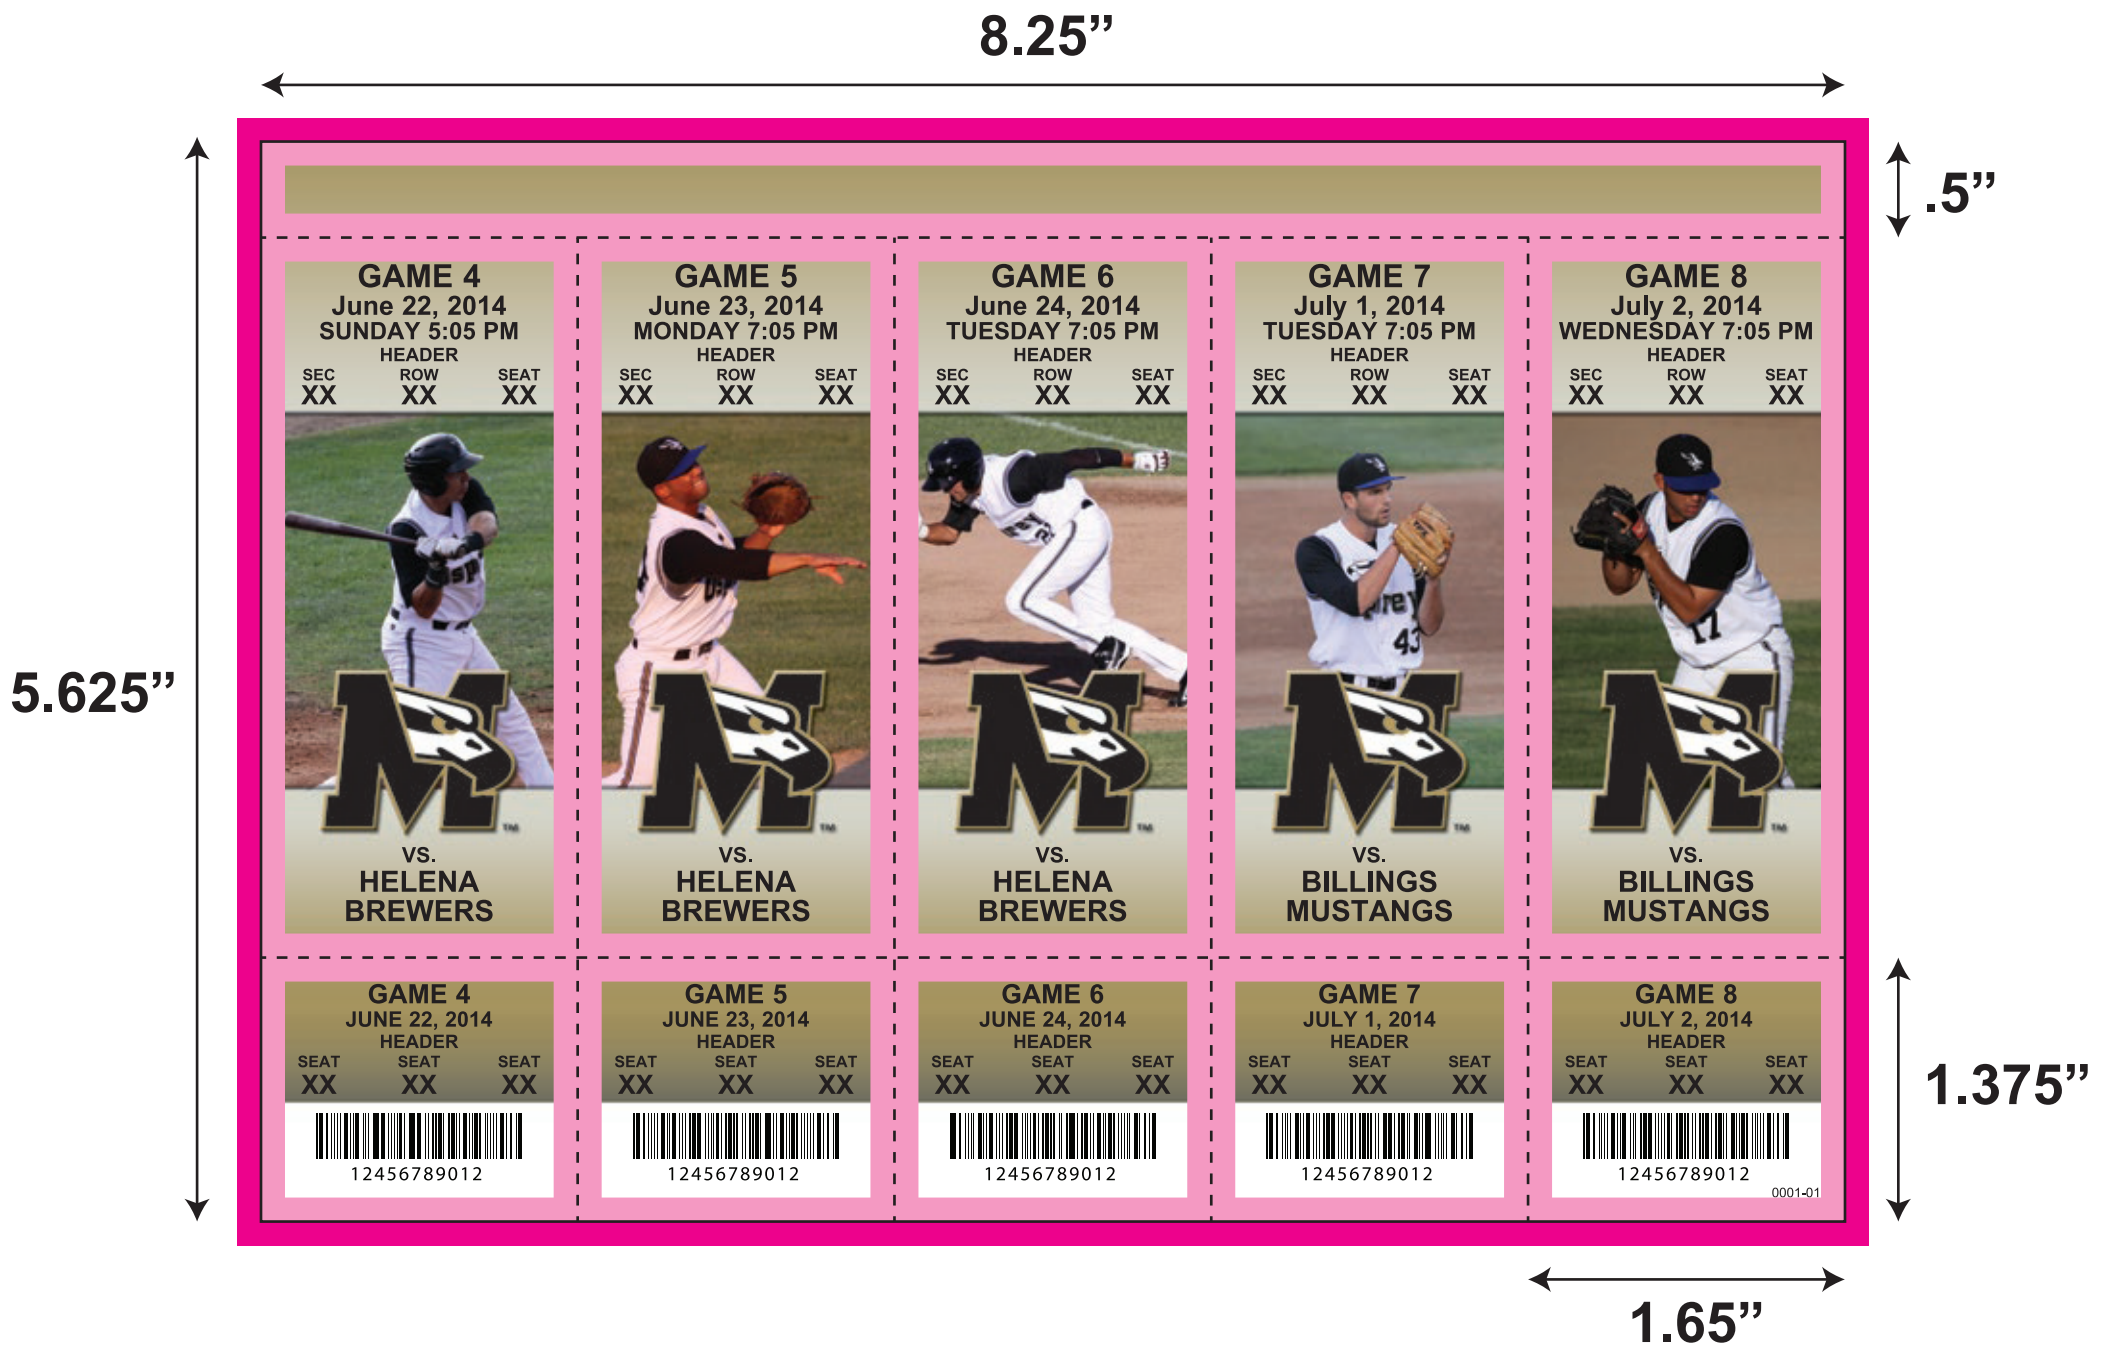 8.25”
.5”
5.625”
GAME 4
June 22, 2014
SUNDAY 5:05 PM
HEADER
SEC ROW SEAT
XX XX XX
VS.
HELENA
BREWERS
GAME 5
June 23, 2014
MONDAY 7:05 PM
HEADER
SEC ROW SEAT
XX XX XX
VS.
HELENA
BREWERS
GAME 6
June 24, 2014
TUESDAY 7:05 PM
HEADER
SEC ROW SEAT
XX XX XX
VS.
HELENA
BREWERS
GAME 7
July 1, 2014
TUESDAY 7:05 PM
HEADER
SEC ROW SEAT
XX XX XX
prey
43
M
TM
VS.
BILLINGS
MUSTANGS
GAME 8
July 2, 2014
WEDNESDAY 7:05 PM
HEADER
SEC ROW SEAT
XX XX XX
17
M
TM
VS.
BILLINGS
MUSTANGS
GAME 4
JUNE 22, 2014
HEADER
SEAT SEAT SEAT
XX XX XX
12456789012
GAME 5
JUNE 23, 2014
HEADER
SEAT SEAT SEAT
XX XX XX
12456789012
GAME 6
JUNE 24, 2014
HEADER
SEAT SEAT SEAT
XX XX XX
12456789012
GAME 7
JULY 1, 2014
HEADER
SEAT SEAT SEAT
XX XX XX
12456789012
GAME 8
JULY 2, 2014
HEADER
SEAT SEAT SEAT
XX XX XX
12456789012
0001-01
1.375”
1.65”